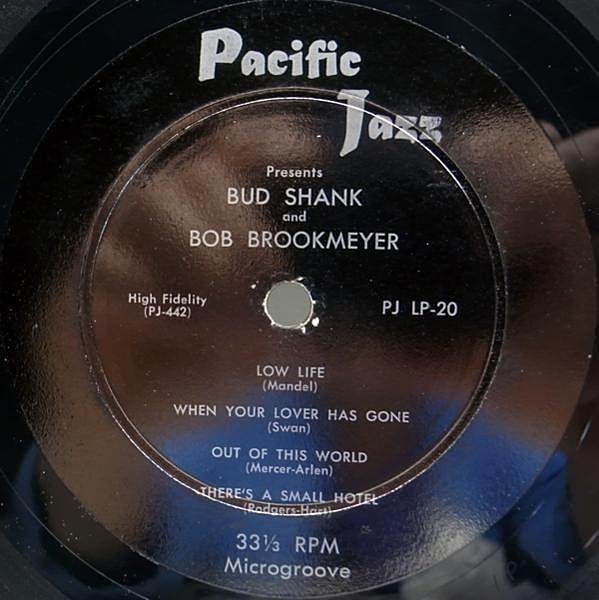 Pacific
Jazz
Presents
BUD SHANK
and
BOB BROOKMEYER
High Fidelity
(PJ-442)
PJ LP-20
LOW LIFE
(Mandel)
WHEN YOUR LOVER HAS GONE
(Swan)
OUT OF THIS WORLD
(Mercer-Arlen)
THERE'S A SMALL HOTEL
(Rodgers-Hart)
33⅓ RPM
Microgroove